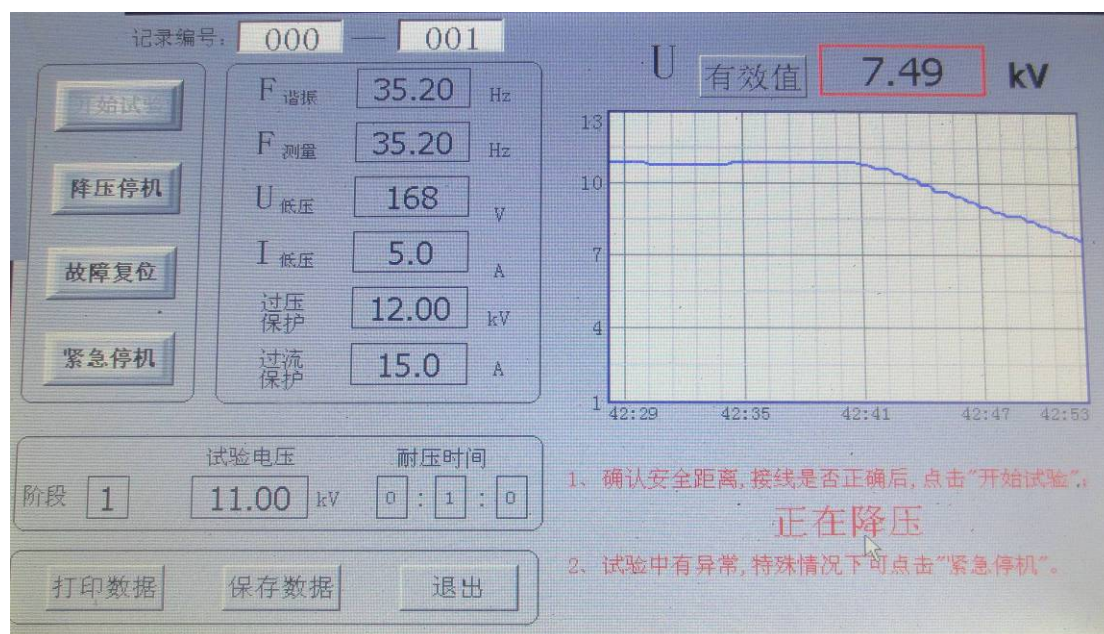 记录编号: 000 — 001
开始试验
降压停机
故障复位
紧急停机
F 谐振 35.20 Hz
F 测量 35.20 Hz
U 低压 168 V
I 低压 5.0 A
过压
保护 12.00 kV
过流
保护 15.0 A
U 有效值 7.49 kV
13
10
7
4
1
42:29 42:35 42:41 42:47 42:53
试验电压 耐压时间
阶段 1 11.00 kV 0 : 1 : 0
打印数据 保存数据 退出
1、确认安全距离,接线是否正确后,点击"开始试验".;
正在降压
2、试验中有异常,特殊情况下可点击"紧急停机"。